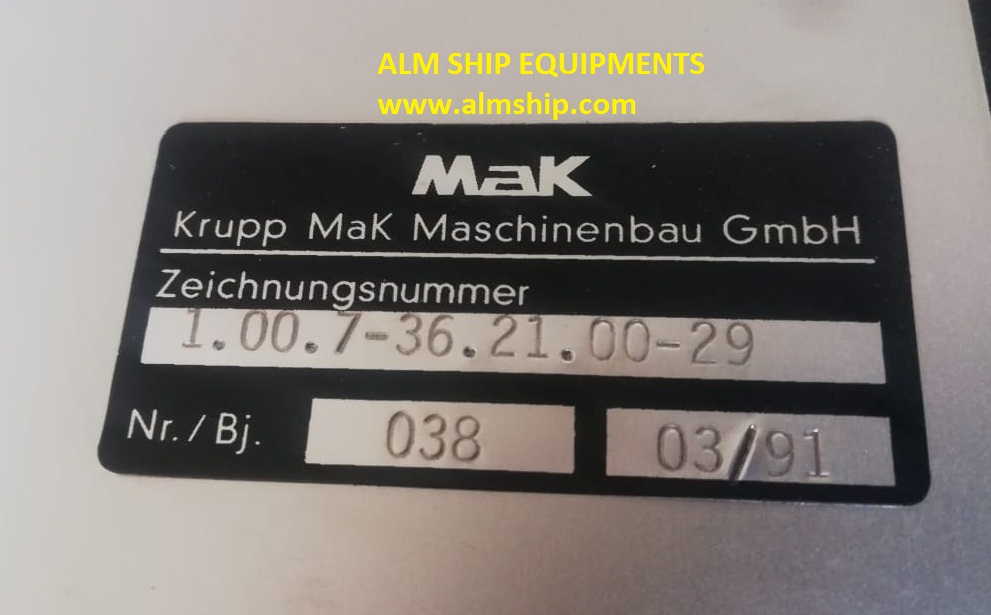 ALM SHIP EQUIPMENTS
www.almship.com
MaK
Krupp MaK Maschinenbau GmbH
Zeichnungsnummer
1.00.7-36.21.00-29
Nr./Bj. 038 03/91